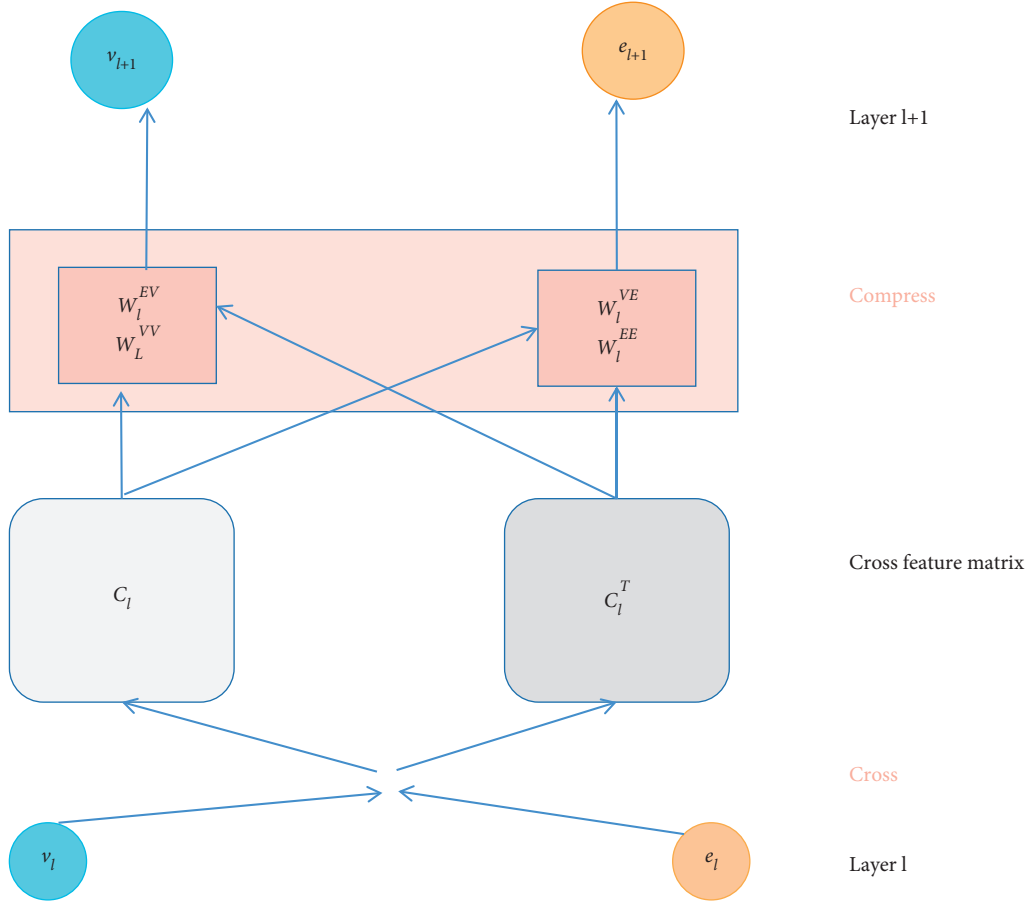 v_{l+1}
e_{l+1}
Layer l+1
W_l^{EV}
W_L^{VV}
W_l^{VE}
W_l^{EE}
Compress
C_l
C_l^T
Cross feature matrix
Cross
v_l
e_l
Layer l